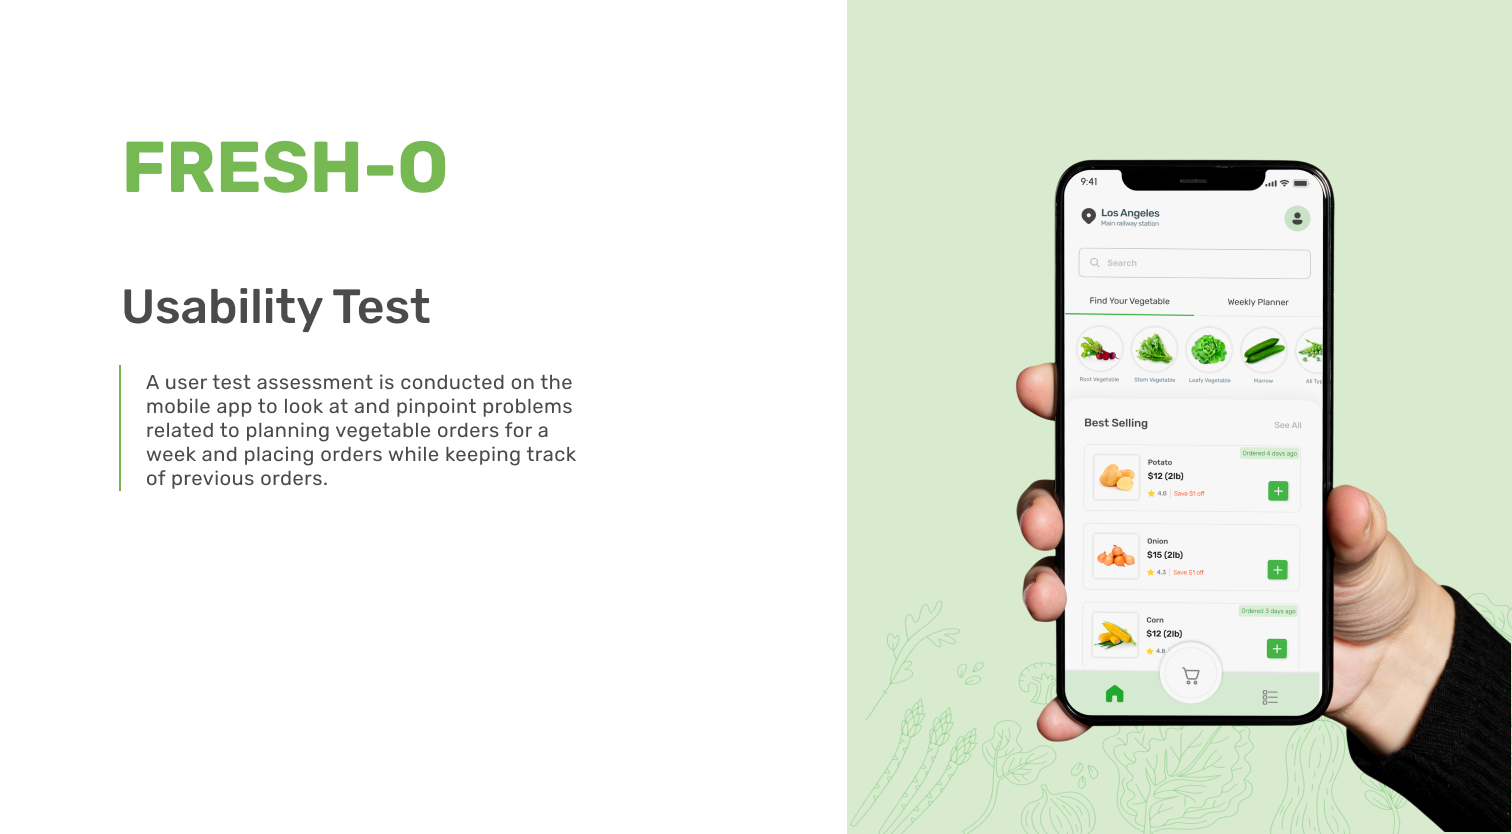 FRESH-O
Usability Test
A user test assessment is conducted on the
mobile app to look at and pinpoint problems
related to planning vegetable orders for a
week and placing orders while keeping track
of previous orders.
9:41
Los Angeles
Main railway station
Search
Find Your Vegetable
Weekly Planner
Root Vegetable
Stem Vegetable
Leafy Vegetable
Marrow
All Typ
Best Selling
See All
Ordered 4 days ago
Potato
$12 (2lb)
4.8 | Save $1 off
Onion
$15 (2lb)
4.3 | Save $1 off
Ordered 3 days ago
Corn
$12 (2lb)
4.8